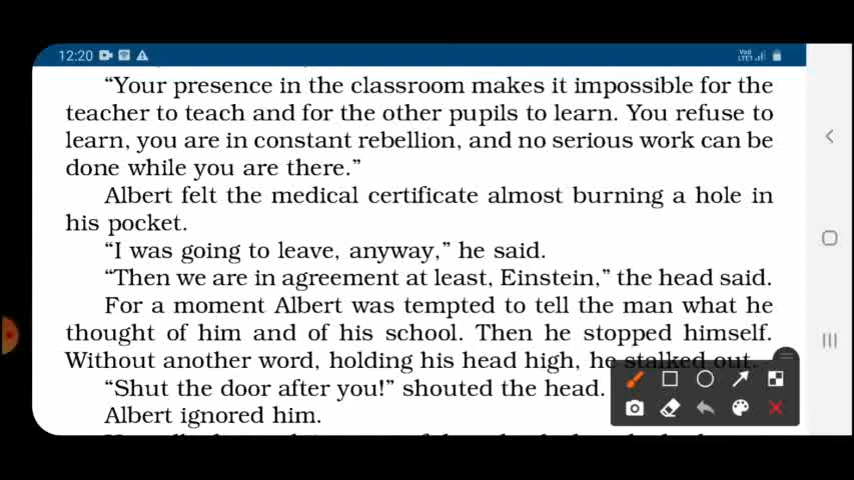 12:20
Vo)
LTE1
“Your presence in the classroom makes it impossible for the
teacher to teach and for the other pupils to learn. You refuse to
learn, you are in constant rebellion, and no serious work can be
done while you are there.”
Albert felt the medical certificate almost burning a hole in
his pocket.
“I was going to leave, anyway,” he said.
“Then we are in agreement at least, Einstein,” the head said.
For a moment Albert was tempted to tell the man what he
thought of him and of his school. Then he stopped himself.
Without another word, holding his head high, he stalked out.
“Shut the door after you!” shouted the head.
Albert ignored him.